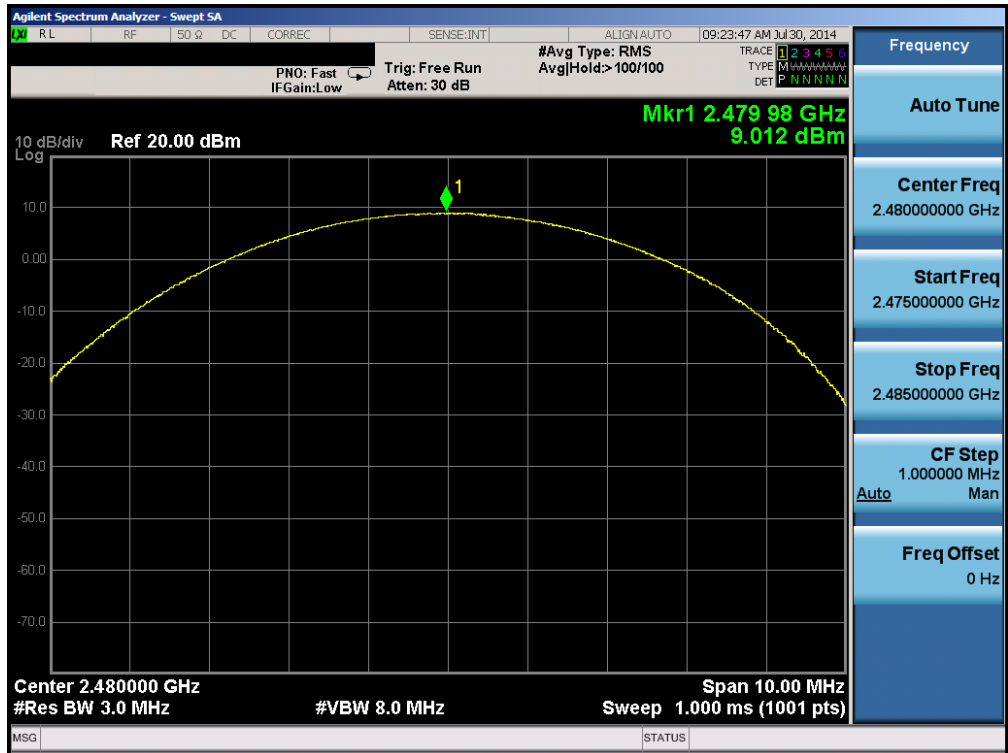 Agilent Spectrum Analyzer - Swept SA
LXI RL RF 50 Ω DC CORREC SENSE:INT ALIGN AUTO 09:23:47 AM Jul 30, 2014
PNO: Fast
IFGain:Low
Trig: Free Run
Atten: 30 dB
#Avg Type: RMS
Avg|Hold:> 100/100
TRACE 1 2 3 4 5 6
TYPE M WWWWW
DET P N N N N N
Mkr1 2.479 98 GHz
9.012 dBm
10 dB/div Ref 20.00 dBm
Log
1
10.0
0.00
-10.0
-20.0
-30.0
-40.0
-50.0
-60.0
-70.0
Center 2.480000 GHz Span 10.00 MHz
#Res BW 3.0 MHz #VBW 8.0 MHz Sweep 1.000 ms (1001 pts)
MSG STATUS
Frequency
Auto Tune
Center Freq
2.480000000 GHz
Start Freq
2.475000000 GHz
Stop Freq
2.485000000 GHz
CF Step
1.000000 MHz
Auto Man
Freq Offset
0 Hz